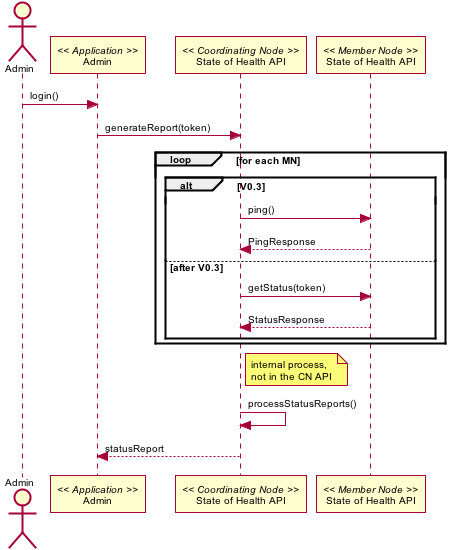 << Application >>
Admin
<< Coordinating Node >>
State of Health API
<< Member Node >>
State of Health API
Admin
login()
generateReport(token)
loop [for each MN]
alt [V0.3]
ping()
PingResponse
[after V0.3]
getStatus(token)
StatusResponse
internal process,
not in the CN API
processStatusReports()
statusReport
Admin
<< Application >>
Admin
<< Coordinating Node >>
State of Health API
<< Member Node >>
State of Health API